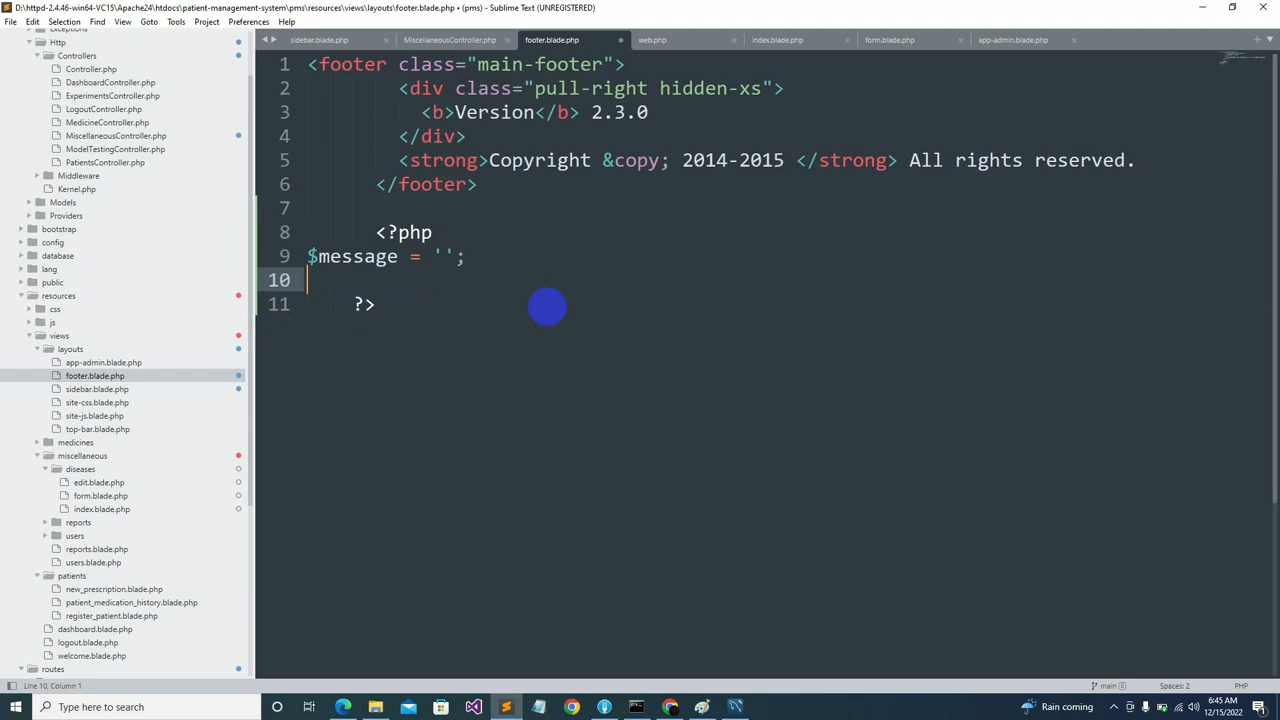 D:\httpd-2.4.46-win64-VC15\Apache24\htdocs\patient-management-system\pms\resources\views\layouts\footer.blade.php • (pms) - Sublime Text (UNREGISTERED)
File Edit Selection Find View Goto Tools Project Preferences Help
sidebar.blade.php MiscellaneousController.php footer.blade.php web.php index.blade.php form.blade.php app-admin.blade.php
Exceptions
Http
Controllers
Controller.php
DashboardController.php
ExperimentsController.php
LogoutController.php
MedicineController.php
MiscellaneousController.php
ModelTestingController.php
PatientsController.php
Middleware
Kernel.php
Models
Providers
bootstrap
config
database
lang
public
resources
css
js
views
layouts
app-admin.blade.php
footer.blade.php
sidebar.blade.php
site-css.blade.php
site-js.blade.php
top-bar.blade.php
medicines
miscellaneous
diseases
edit.blade.php
form.blade.php
index.blade.php
reports
users
reports.blade.php
users.blade.php
patients
new_prescription.blade.php
patient_medication_history.blade.php
register_patient.blade.php
dashboard.blade.php
logout.blade.php
welcome.blade.php
routes
1 <footer class="main-footer">
2 <div class="pull-right hidden-xs">
3 <b>Version</b> 2.3.0
4 </div>
5 <strong>Copyright &copy; 2014-2015 </strong> All rights reserved.
6 </footer>
7
8 <?php
9 $message = '';
10
11 ?>
Line 10, Column 1 main 8 Spaces: 2 PHP
Type here to search
Rain coming
6:45 AM
12/15/2022